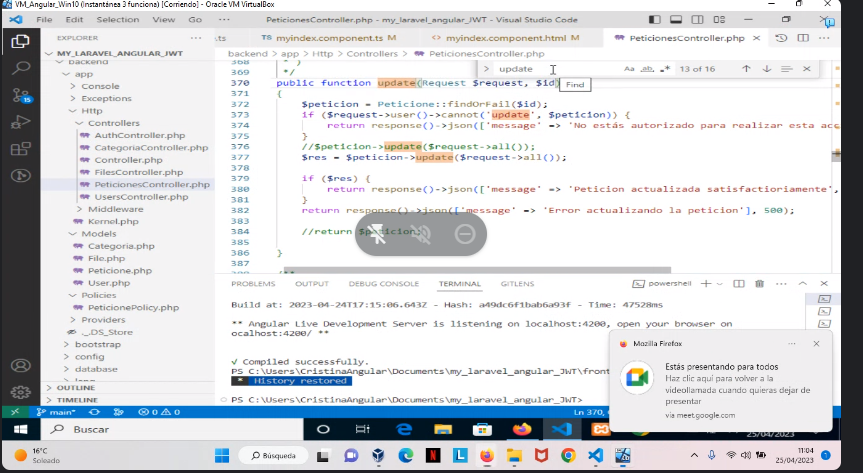 VM_Angular_Win10 (Instantánea 3 funciona) [Corriendo] - Oracle VM VirtualBox
File Edit Selection View Go ··· PeticionesController.php - my_laravel_angular_JWT - Visual Studio Code
EXPLORER ···
.ts TS myindex.component.ts M <> myindex.component.html M PeticionesController.php
MY_LARAVEL_ANGULAR_JWT
backend > app > Http > Controllers > PeticionesController.php
backend
app
Console
Exceptions
Http
Controllers
AuthController.php
CategoriaController.php
Controller.php
FilesController.php
PeticionesController.php
UsersController.php
Middleware
Kernel.php
Models
Categoria.php
File.php
Peticione.php
User.php
Policies
PeticionePolicy.php
Providers
._.DS_Store
bootstrap
config
database
OUTLINE
TIMELINE
update Aa ab .* 13 of 16
Find
368 * }
369 */
370 public function update(Request $request, $id)
371 {
372 $peticion = Peticione::findOrFail($id);
373 if ($request->user()->cannot('update', $peticion)) {
374 return response()->json(['message' => 'No estás autorizado para realizar esta acc
375 }
376 //$peticion->update($request->all());
377 $res = $peticion->update($request->all());
378
379 if ($res) {
380 return response()->json(['message' => 'Peticion actualizada satisfactioriamente',
381 }
382 return response()->json(['message' => 'Error actualizando la peticion'], 500);
383
384 //return $peticion;
385
386 }
387
388 /**
PROBLEMS OUTPUT DEBUG CONSOLE TERMINAL GITLENS powershell
Build at: 2023-04-24T17:15:06.643Z - Hash: a49dc6f1bab6a93f - Time: 47528ms
** Angular Live Development Server is listening on localhost:4200, open your browser on
ocalhost:4200/ **
√ Compiled successfully.
PS C:\Users\CristinaAngular\Documents\my_laravel_angular_JWT\front
* History restored
PS C:\Users\CristinaAngular\Documents\my_laravel_angular_JWT>
Mozilla Firefox
Estás presentando para todos
Haz clic aquí para volver a la
videollamada cuando quieras dejar de
presentar
via meet.google.com
main* 0 0 Ln 370,
Buscar
25/04/2023
16°C
Soleado
Búsqueda
11:04
25/04/2023